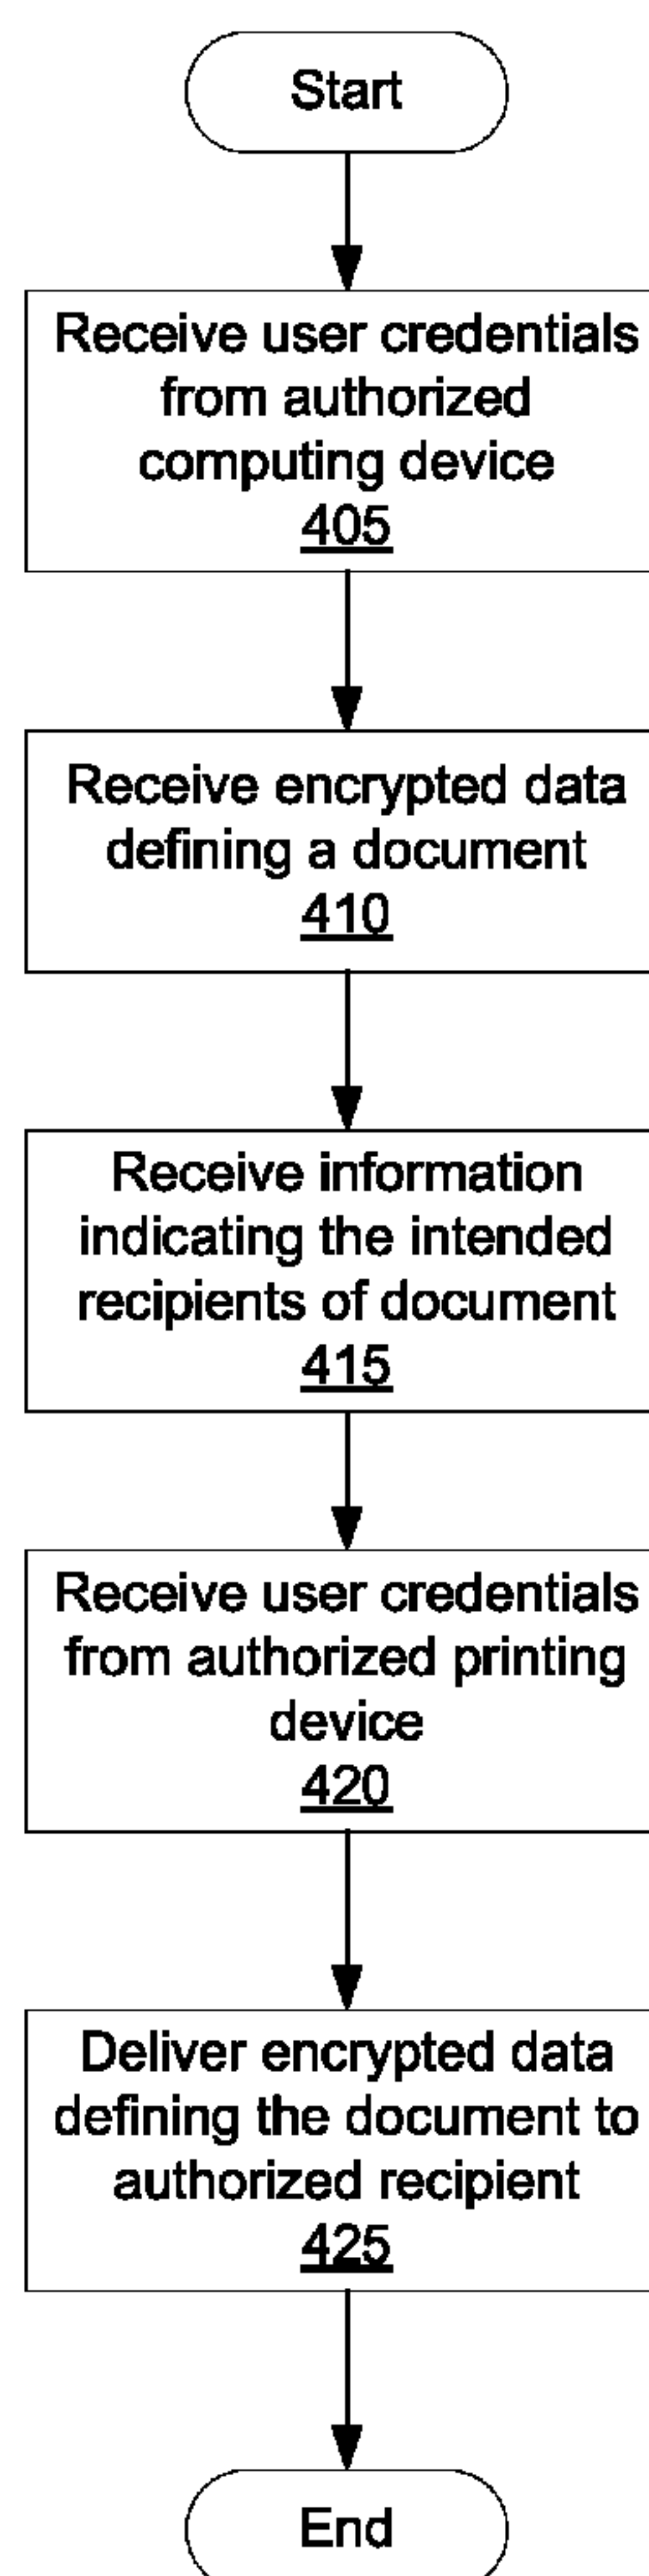 Start
Receive user credentials
from authorized
computing device
405
Receive encrypted data
defining a document
410
Receive information
indicating the intended
recipients of document
415
Receive user credentials
from authorized printing
device
420
Deliver encrypted data
defining the document to
authorized recipient
425
End